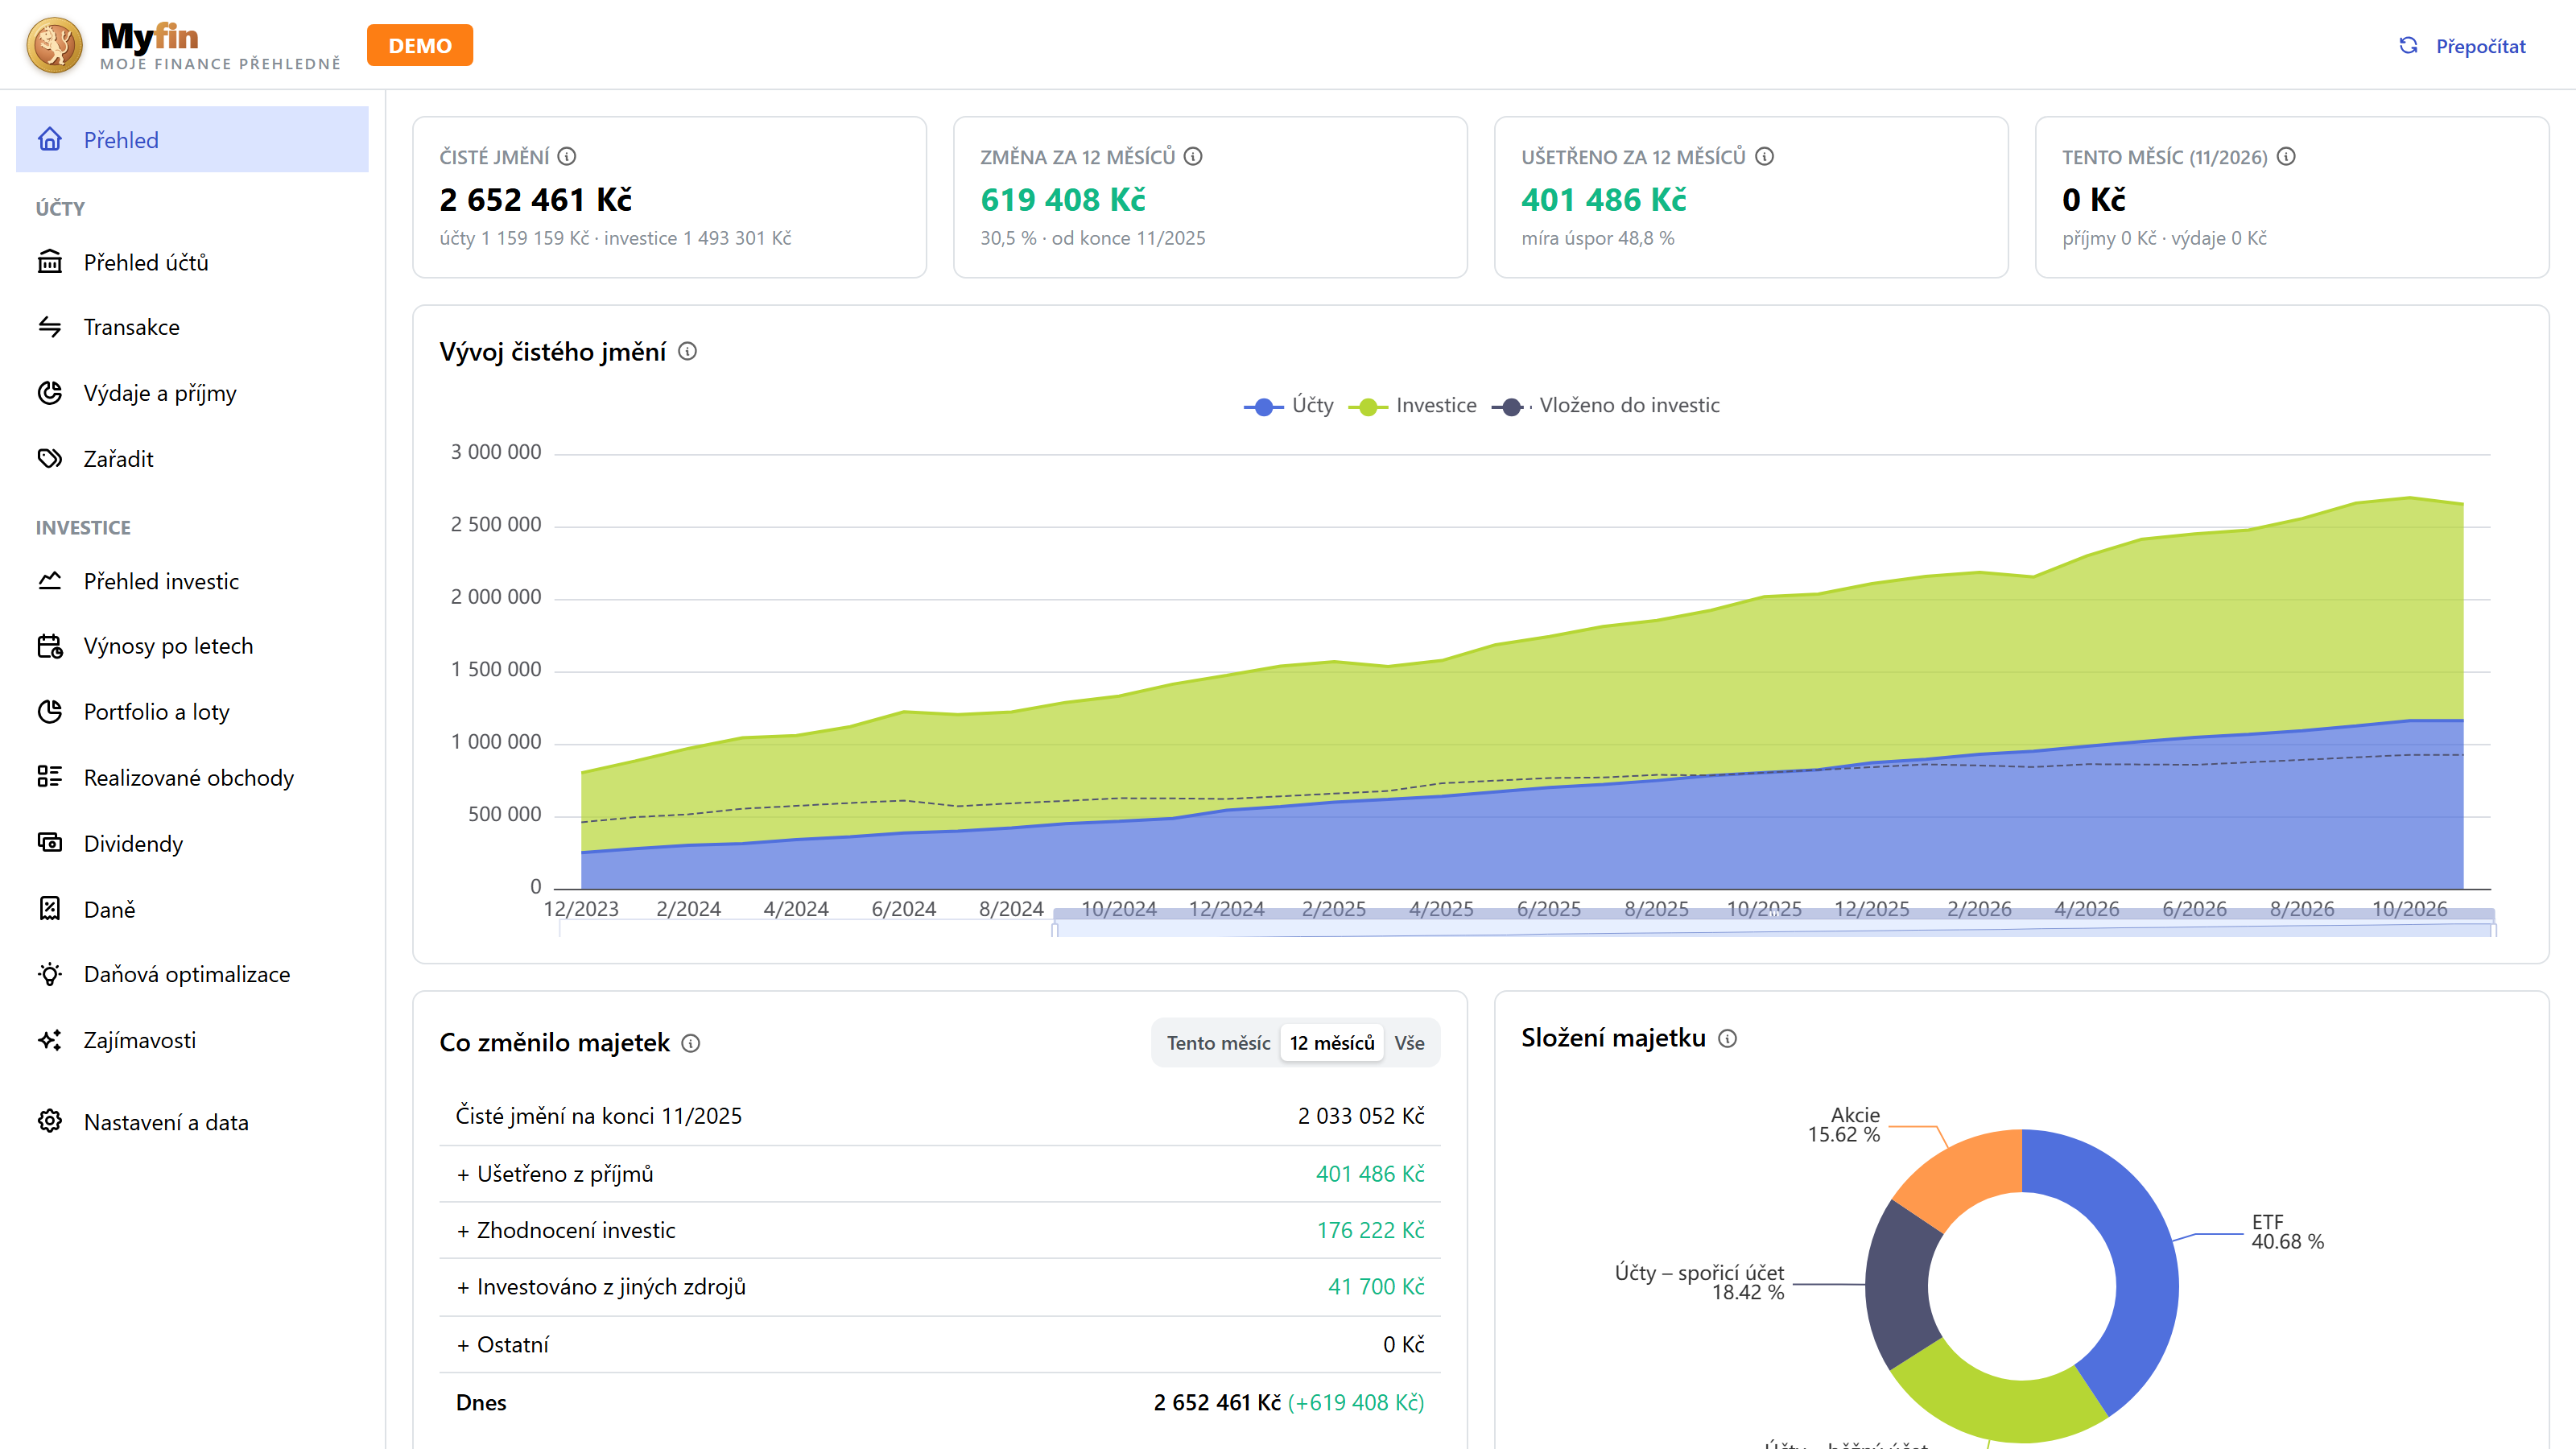 Myfin
MOJE FINANCE PŘEHLEDNĚ
DEMO
Přepočítat
Přehled
ÚČTY
Přehled účtů
Transakce
Výdaje a příjmy
Zařadit
INVESTICE
Přehled investic
Výnosy po letech
Portfolio a loty
Realizované obchody
Dividendy
Daně
Daňová optimalizace
Zajímavosti
Nastavení a data
ČISTÉ JMĚNÍ
2 652 461 Kč
účty 1 159 159 Kč · investice 1 493 301 Kč
ZMĚNA ZA 12 MĚSÍCŮ
619 408 Kč
30,5 % · od konce 11/2025
UŠETŘENO ZA 12 MĚSÍCŮ
401 486 Kč
míra úspor 48,8 %
TENTO MĚSÍC (11/2026)
0 Kč
příjmy 0 Kč · výdaje 0 Kč
Vývoj čistého jmění
Účty Investice Vloženo do investic
3 000 000
2 500 000
2 000 000
1 500 000
1 000 000
500 000
0
12/2023 2/2024 4/2024 6/2024 8/2024 10/2024 12/2024 2/2025 4/2025 6/2025 8/2025 10/2025 12/2025 2/2026 4/2026 6/2026 8/2026 10/2026
Co změnilo majetek
Tento měsíc 12 měsíců Vše
Čisté jmění na konci 11/2025 2 033 052 Kč
+ Ušetřeno z příjmů 401 486 Kč
+ Zhodnocení investic 176 222 Kč
+ Investováno z jiných zdrojů 41 700 Kč
+ Ostatní 0 Kč
Dnes 2 652 461 Kč (+619 408 Kč)
Složení majetku
Akcie
15.62 %
ETF
40.68 %
Účty – spořicí účet
18.42 %